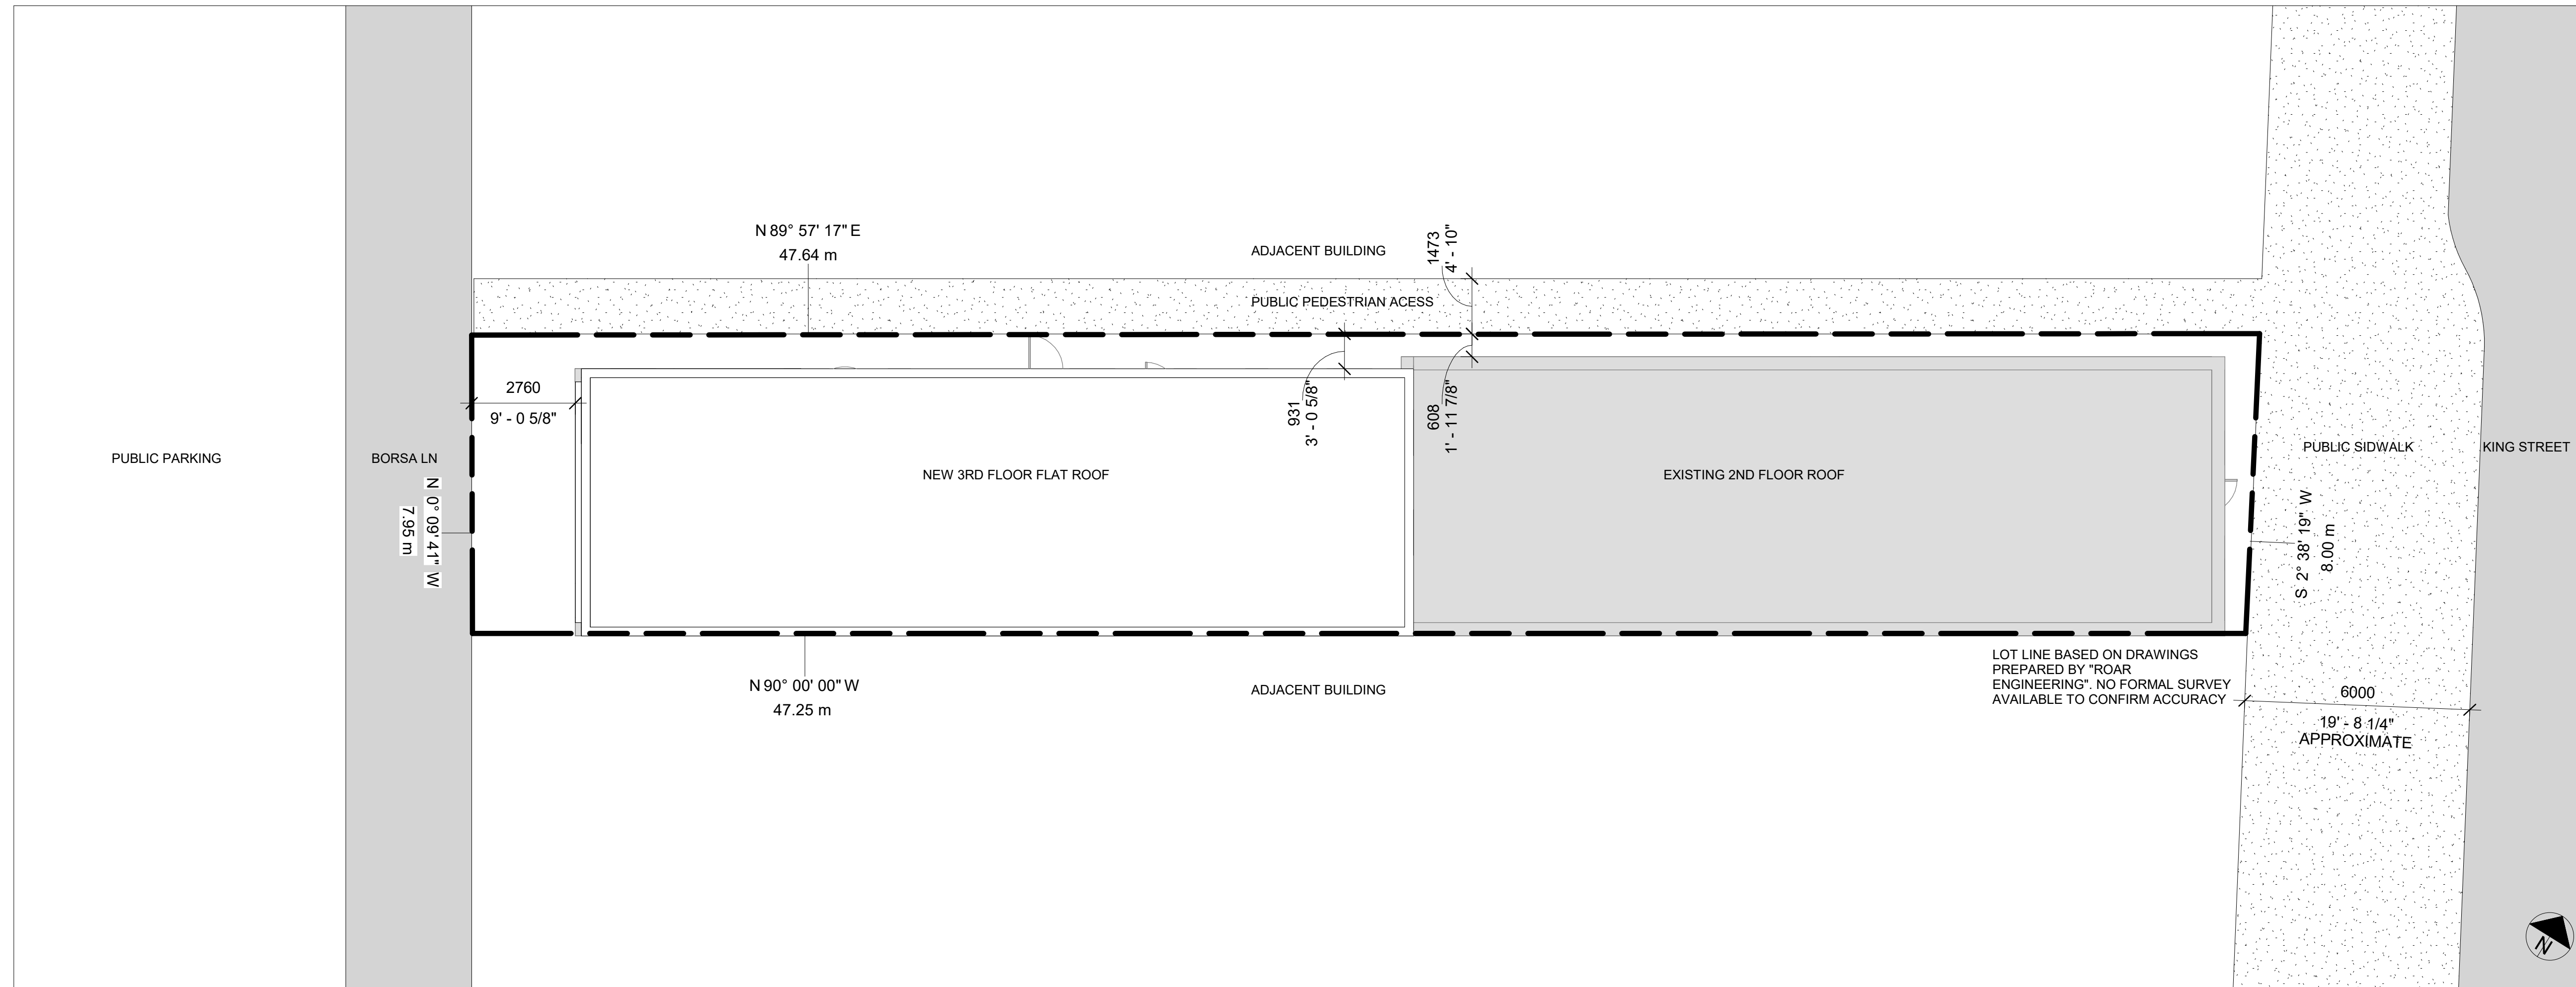 N 89° 57' 17" E
47.64 m
ADJACENT BUILDING
1473
4' - 10"
PUBLIC PEDESTRIAN ACESS
2760
9' - 0 5/8"
931
3' - 0 5/8"
608
1' - 11 7/8"
PUBLIC PARKING
BORSA LN
N 0° 09' 41" W
7.95 m
NEW 3RD FLOOR FLAT ROOF
EXISTING 2ND FLOOR ROOF
PUBLIC SIDWALK
KING STREET
S 2° 38' 19" W
8.00 m
N 90° 00' 00" W
47.25 m
ADJACENT BUILDING
LOT LINE BASED ON DRAWINGS
PREPARED BY "ROAR
ENGINEERING". NO FORMAL SURVEY
AVAILABLE TO CONFIRM ACCURACY
6000
19' - 8 1/4"
APPROXIMATE
N